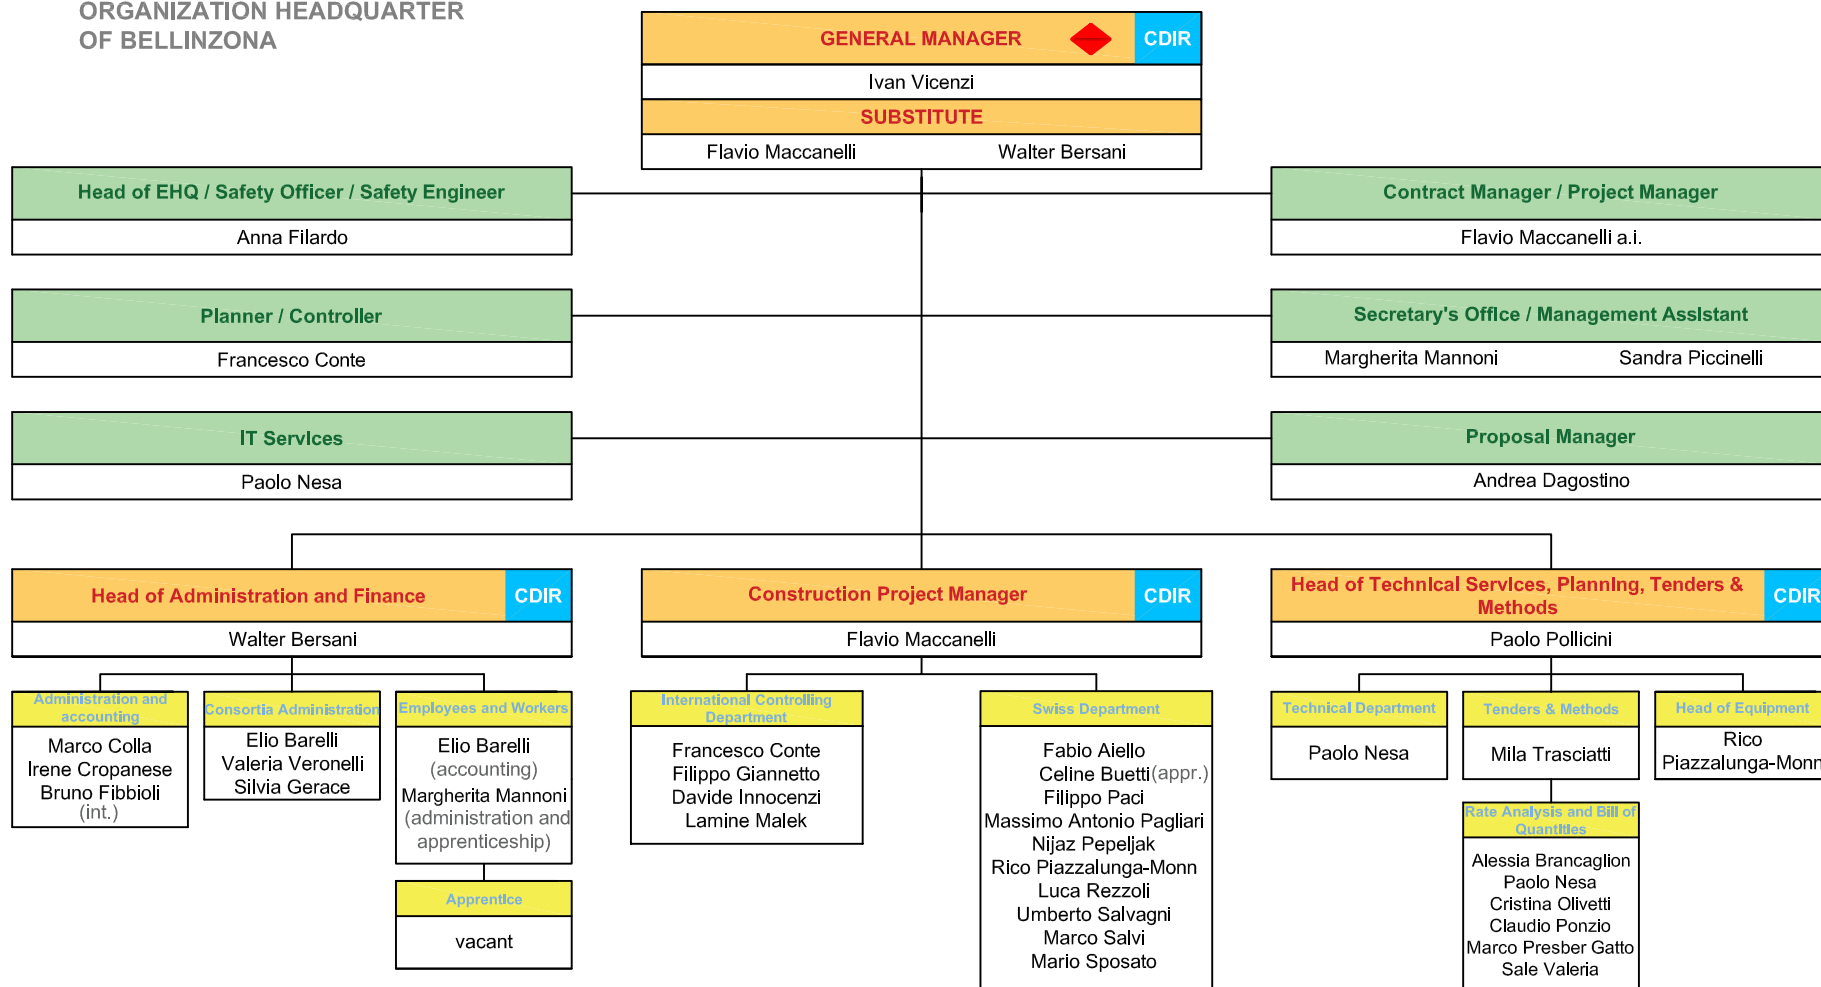 ORGANIZATION HEADQUARTER
OF BELLINZONA
GENERAL MANAGER
CDIR
Ivan Vicenzi
SUBSTITUTE
Flavio Maccanelli Walter Bersani
Head of EHQ / Safety Officer / Safety Engineer
Anna Filardo
Contract Manager / Project Manager
Flavio Maccanelli a.i.
Planner / Controller
Francesco Conte
Secretary's Office / Management Assistant
Margherita Mannoni Sandra Piccinelli
IT Services
Paolo Nesa
Proposal Manager
Andrea Dagostino
Head of Administration and Finance
CDIR
Walter Bersani
Construction Project Manager
CDIR
Flavio Maccanelli
Head of Technical Services, Planning, Tenders &
Methods
CDIR
Paolo Pollicini
Administration and
accounting
Marco Colla
Irene Cropanese
Bruno Fibbioli
(int.)
Consortia Administration
Elio Barelli
Valeria Veronelli
Silvia Gerace
Employees and Workers
Elio Barelli
(accounting)
Margherita Mannoni
(administration and
apprenticeship)
Apprentice
vacant
International Controlling
Department
Francesco Conte
Filippo Giannetto
Davide Innocenzi
Lamine Malek
Swiss Department
Fabio Aiello
Celine Buetti(appr.)
Filippo Paci
Massimo Antonio Pagliari
Nijaz Pepeljak
Rico Piazzalunga-Monn
Luca Rezzoli
Umberto Salvagni
Marco Salvi
Mario Sposato
Technical Department
Paolo Nesa
Tenders & Methods
Mila Trasciatti
Rate Analysis and Bill of
Quantities
Alessia Brancaglion
Paolo Nesa
Cristina Olivetti
Claudio Ponzio
Marco Presber Gatto
Sale Valeria
Head of Equipment
Rico
Piazzalunga-Monn